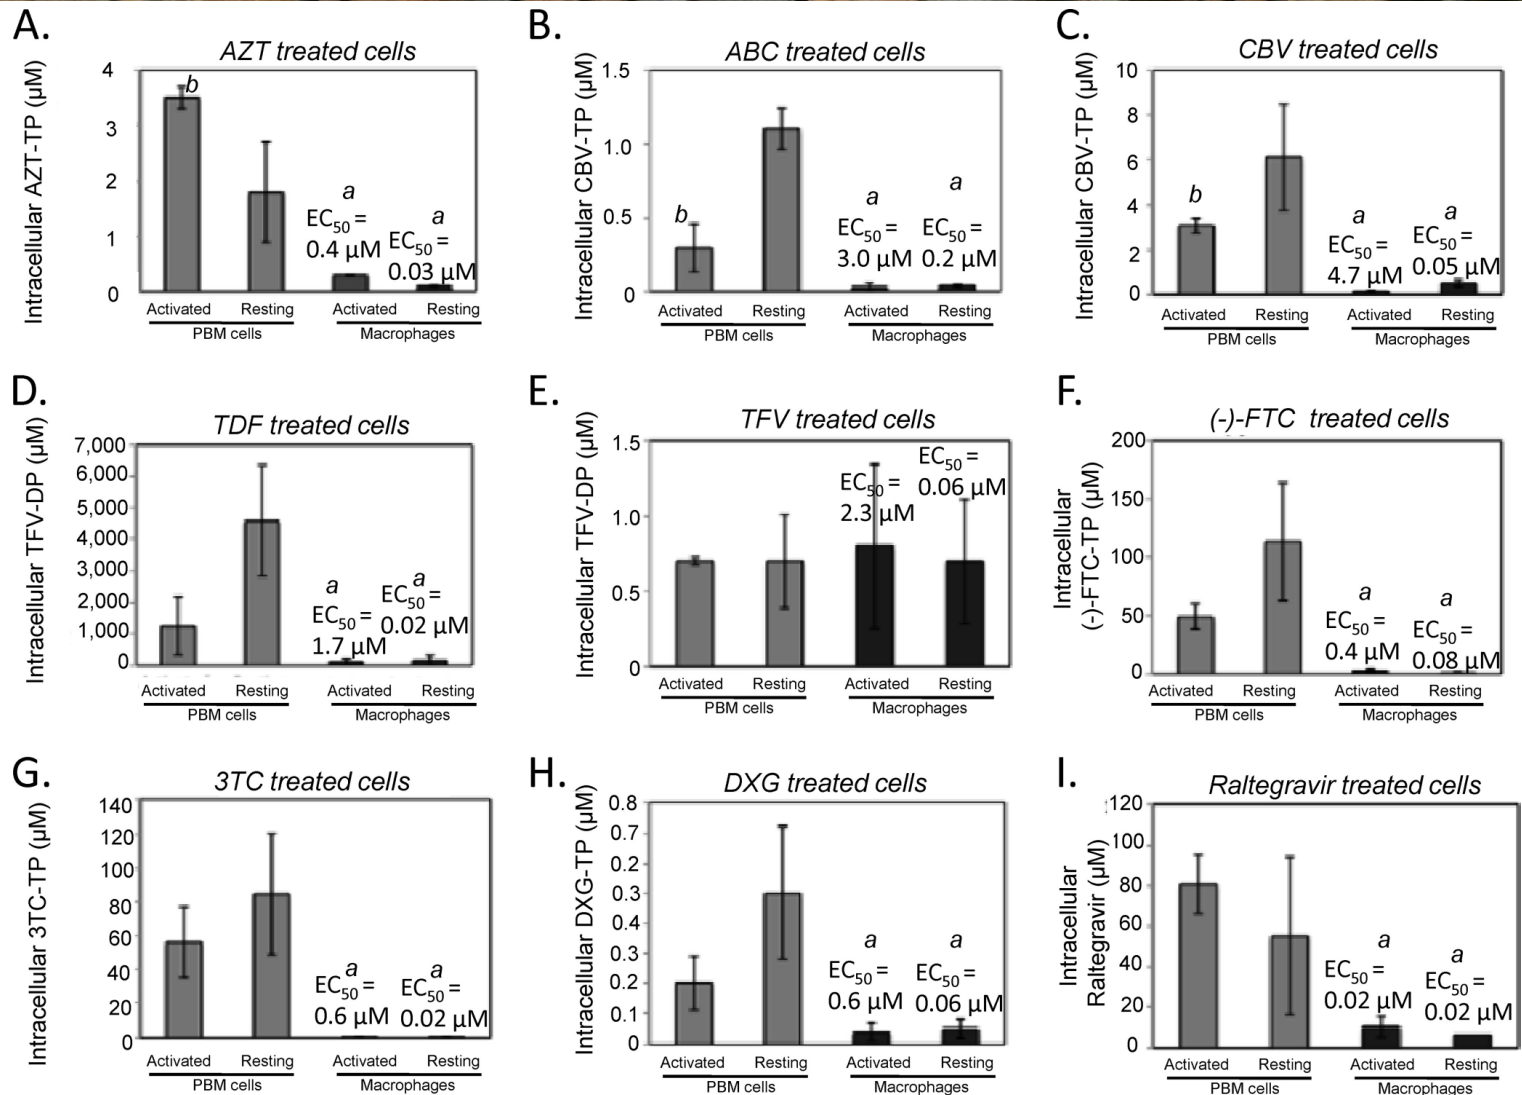 A.
AZT treated cells
Intracellular AZT-TP (μM)
4
3
2
1
0
b
a
EC50 =
0.4 μM
a
EC50 =
0.03 μM
Activated
Resting
Activated
Resting
PBM cells
Macrophages
B.
ABC treated cells
Intracellular CBV-TP (μM)
1.5
1.0
0.5
0
b
a
EC50 =
3.0 μM
a
EC50 =
0.2 μM
Activated
Resting
Activated
Resting
PBM cells
Macrophages
C.
CBV treated cells
Intracellular CBV-TP (μM)
10
8
6
4
2
0
b
a
EC50 =
4.7 μM
a
EC50 =
0.05 μM
Activated
Resting
Activated
Resting
PBM cells
Macrophages
D.
TDF treated cells
Intracellular TFV-DP (μM)
7,000
6,000
5,000
4,000
3,000
2,000
1,000
0
a
EC50 =
1.7 μM
a
EC50 =
0.02 μM
Activated
Resting
Activated
Resting
PBM cells
Macrophages
E.
TFV treated cells
Intracellular TFV-DP (μM)
1.5
1.0
0.5
0
EC50 =
2.3 μM
EC50 =
0.06 μM
Activated
Resting
Activated
Resting
PBM cells
Macrophages
F.
(-)-FTC treated cells
Intracellular
(-)-FTC-TP (μM)
200
150
100
50
0
a
EC50 =
0.4 μM
a
EC50 =
0.08 μM
Activated
Resting
Activated
Resting
PBM cells
Macrophages
G.
3TC treated cells
Intracellular 3TC-TP (μM)
140
120
100
80
60
40
20
0
a
EC50 =
0.6 μM
a
EC50 =
0.02 μM
Activated
Resting
Activated
Resting
PBM cells
Macrophages
H.
DXG treated cells
Intracellular DXG-TP (μM)
0.8
0.7
0.2
0.3
0.4
0.3
0.2
0.1
0
a
EC50 =
0.6 μM
a
EC50 =
0.06 μM
Activated
Resting
Activated
Resting
PBM cells
Macrophages
I.
Raltegravir treated cells
Intracellular
Raltegravir (μM)
120
100
80
60
40
20
0
a
EC50 =
0.02 μM
a
EC50 =
0.02 μM
Activated
Resting
Activated
Resting
PBM cells
Macrophages